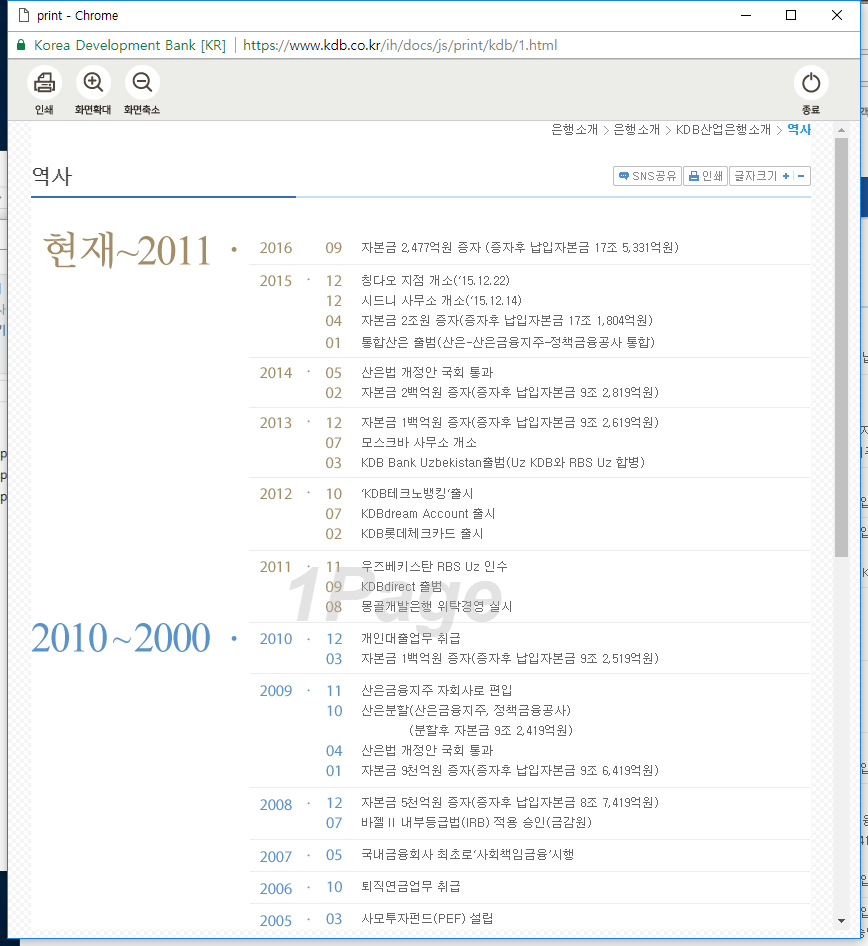 print - Chrome
Korea Development Bank [KR] | https://www.kdb.co.kr/ih/docs/js/print/kdb/1.html
인쇄 화면확대 화면축소 종료
은행소개 > 은행소개 > KDB산업은행소개 > 역사
역사
SNS공유 인쇄 글자크기 + -
현재~2011 · 2016 09 자본금 2,477억원 증자 (증자후 납입자본금 17조 5,331억원)
2015 · 12 칭다오 지점 개소('15.12.22)
12 시드니 사무소 개소('15.12.14)
04 자본금 2조원 증자(증자후 납입자본금 17조 1,804억원)
01 통합산은 출범(산은-산은금융지주-정책금융공사 통합)
2014 · 05 산은법 개정안 국회 통과
02 자본금 2백억원 증자(증자후 납입자본금 9조 2,819억원)
2013 · 12 자본금 1백억원 증자(증자후 납입자본금 9조 2,619억원)
07 모스크바 사무소 개소
03 KDB Bank Uzbekistan출범(Uz KDB와 RBS Uz 합병)
2012 · 10 'KDB테크노뱅킹'출시
07 KDBdream Account 출시
02 KDB롯데체크카드 출시
2011 · 11 우즈베키스탄 RBS Uz 인수
09 KDBdirect 출범
08 몽골개발은행 위탁경영 실시
1Page
2010~2000 · 2010 · 12 개인대출업무 취급
03 자본금 1백억원 증자(증자후 납입자본금 9조 2,519억원)
2009 · 11 산은금융지주 자회사로 편입
10 산은분할(산은금융지주, 정책금융공사)
(분할후 자본금 9조 2,419억원)
04 산은법 개정안 국회 통과
01 자본금 9천억원 증자(증자후 납입자본금 9조 6,419억원)
2008 · 12 자본금 5천억원 증자(증자후 납입자본금 8조 7,419억원)
07 바젤Ⅱ 내부등급법(IRB) 적용 승인(금감원)
2007 · 05 국내금융회사 최초로'사회책임금융'시행
2006 · 10 퇴직연금업무 취급
2005 · 03 사모투자펀드(PEF) 설립